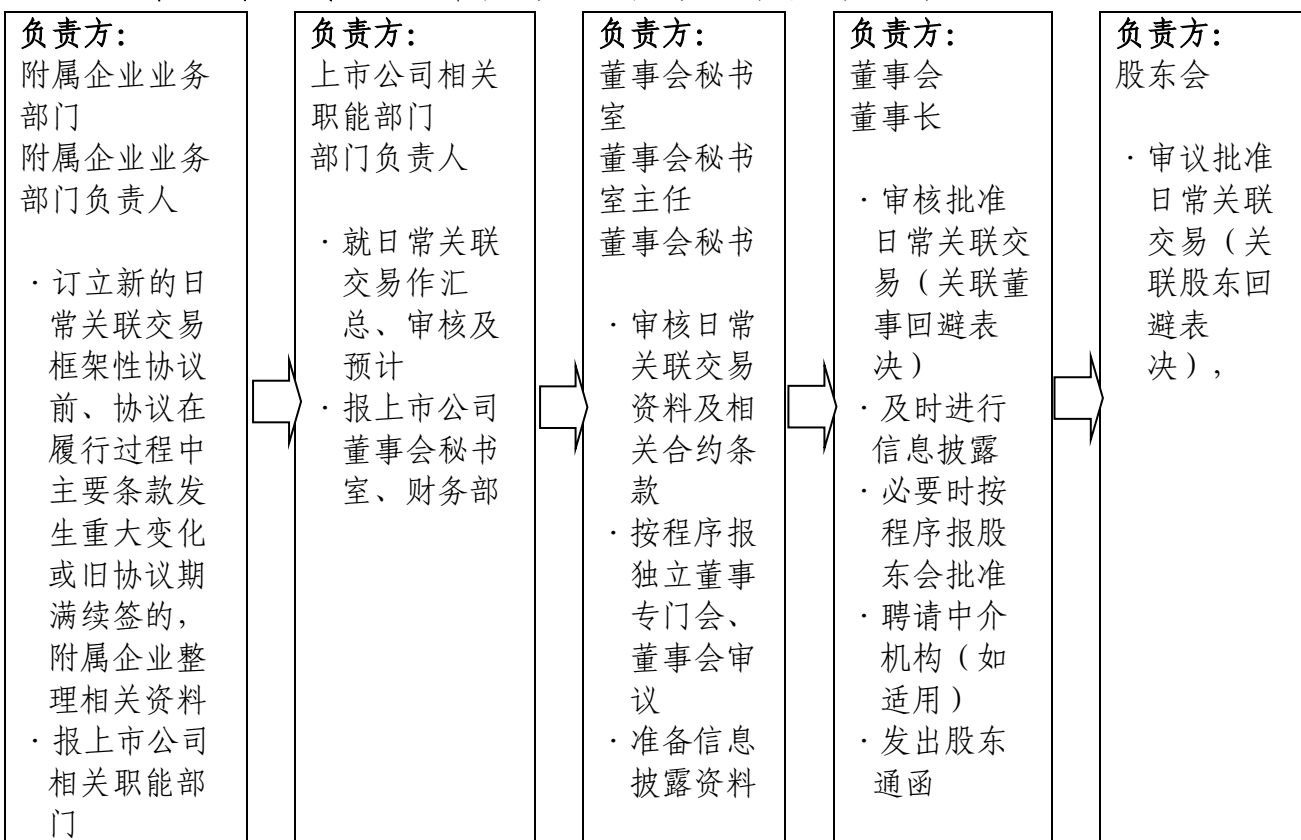 负责方:
附属企业业务
部门
附属企业业务
部门负责人
·订立新的日
常关联交易
框架性协议
前、协议在
履行过程中
主要条款发
生重大变化
或旧协议期
满续签的,
附属企业整
理相关资料
·报上市公司
相关职能部
门
负责方:
上市公司相关
职能部门
部门负责人
·就日常关联
交易作汇
总、审核及
预计
·报上市公司
董事会秘书
室、财务部
负责方:
董事会秘书
室
董事会秘书
室主任
董事会秘书
·审核日常
关联交易
资料及相
关合约条
款
·按程序报
独立董事
专门会、
董事会审
议
·准备信息
披露资料
负责方:
董事会
董事长
·审核批准
日常关联交
易（关联董
事回避表
决）
·及时进行
信息披露
·必要时按
程序报股
东会批准
·聘请中介
机构（如
适用）
·发出股东
通函
负责方:
股东会
·审议批准
日常关联
交易（关
联股东回
避表
决）,